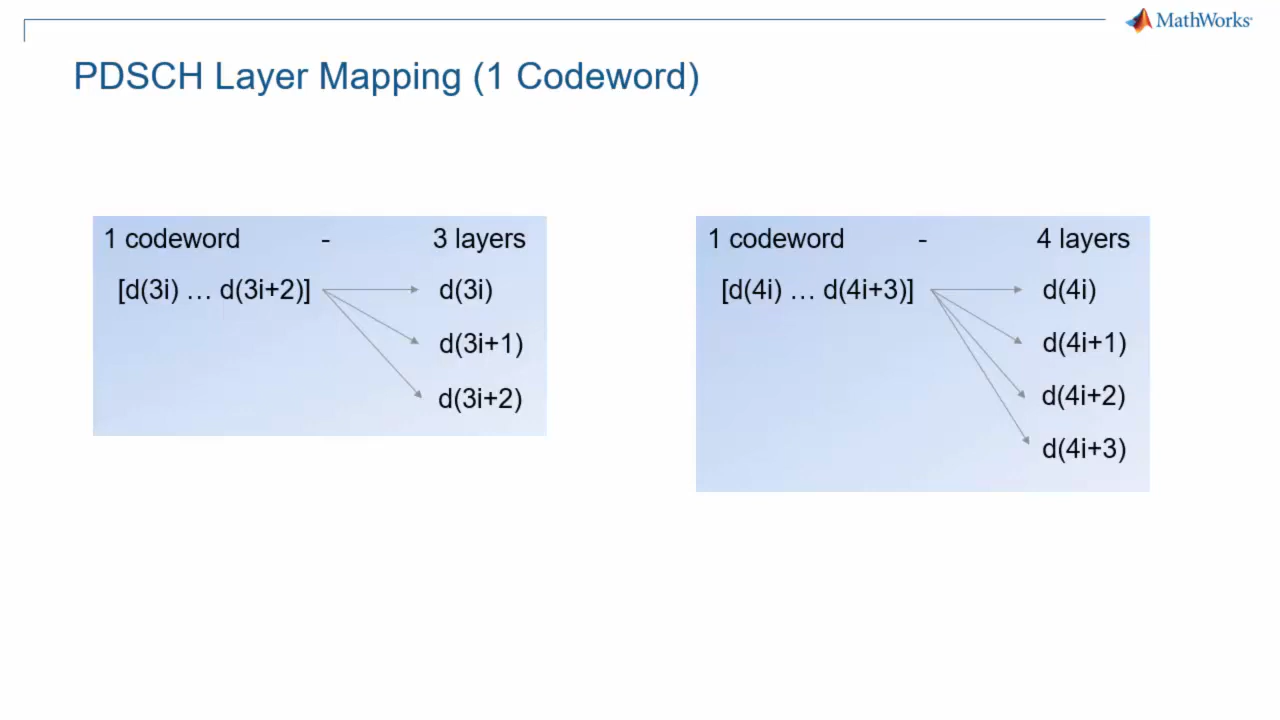 MathWorks
PDSCH Layer Mapping (1 Codeword)
1 codeword - 3 layers
[d(3i) … d(3i+2)] d(3i)
d(3i+1)
d(3i+2)
1 codeword - 4 layers
[d(4i) … d(4i+3)] d(4i)
d(4i+1)
d(4i+2)
d(4i+3)